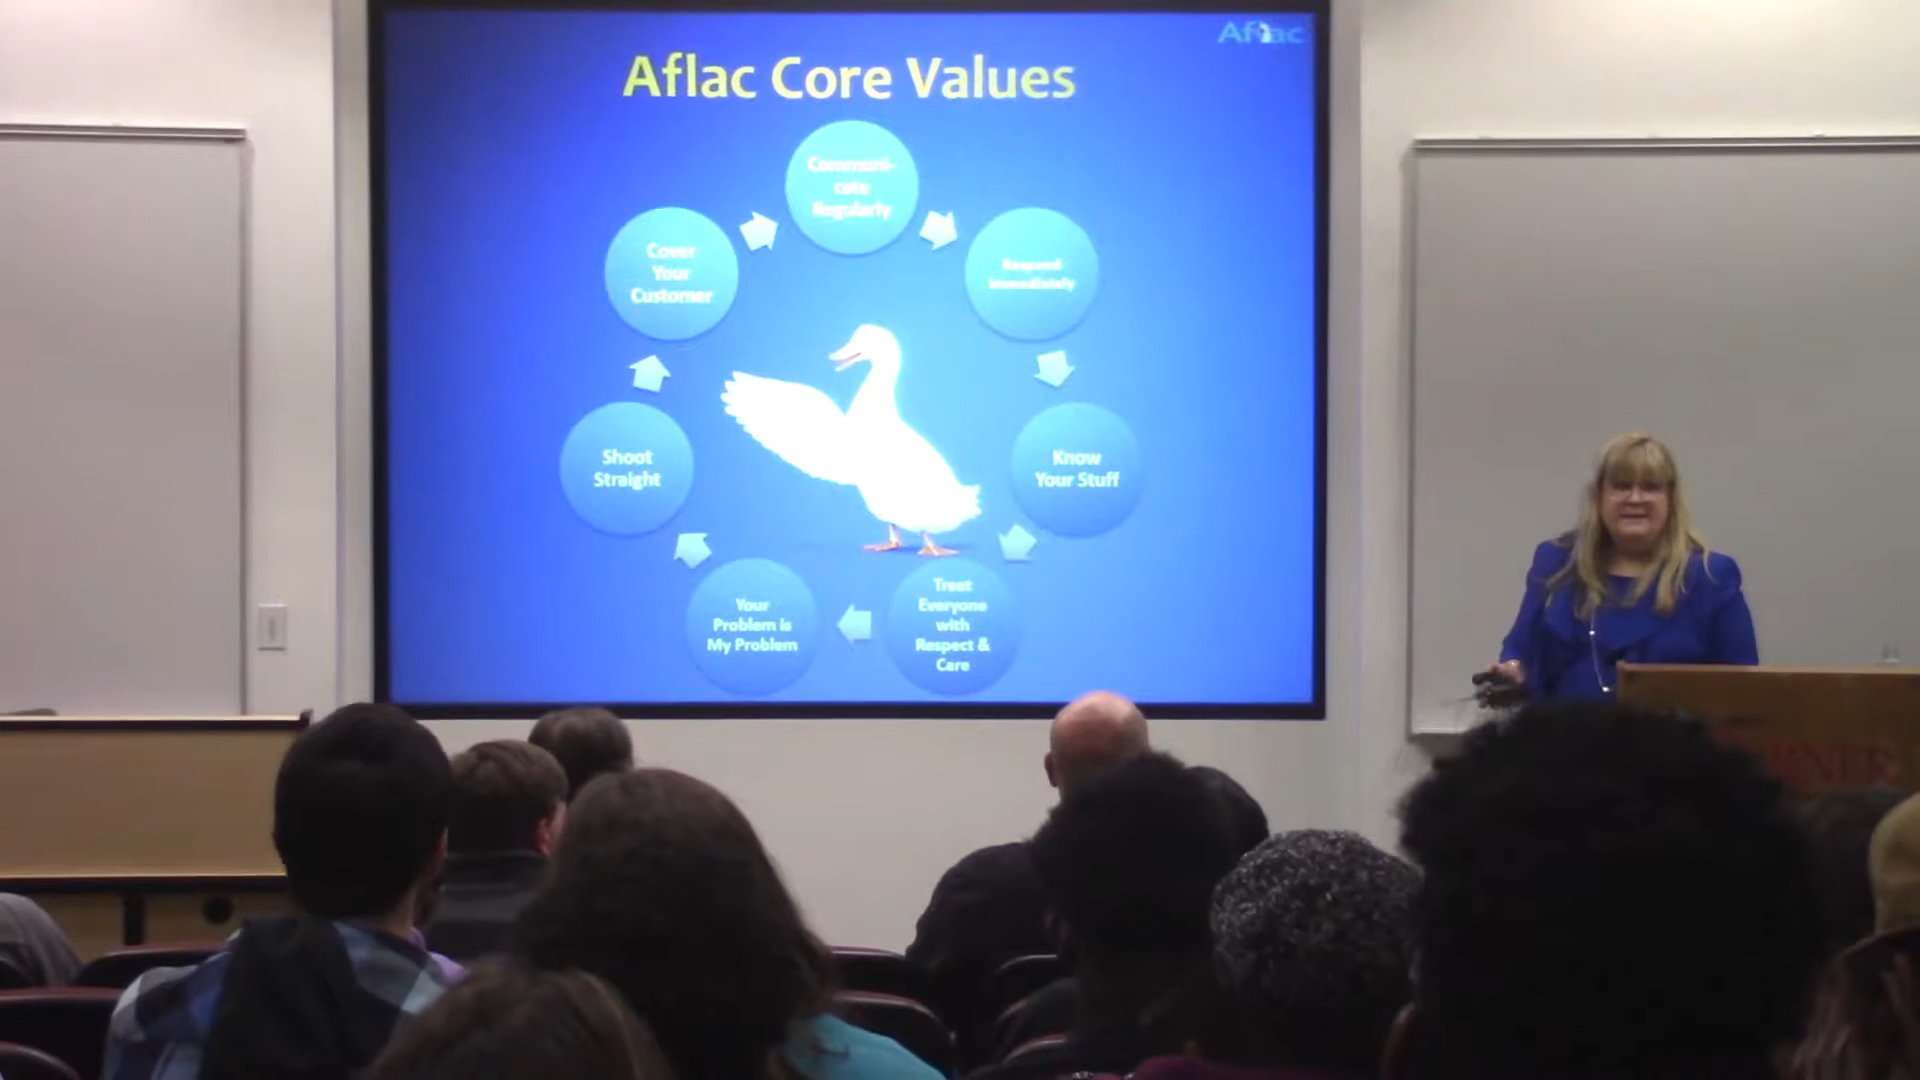 Aflac
Aflac Core Values
Communi-
cate
Regularly
Respond
Immediately
Know
Your Stuff
Treat
Everyone
with
Respect &
Care
Your
Problem is
My Problem
Shoot
Straight
Cover
Your
Customer